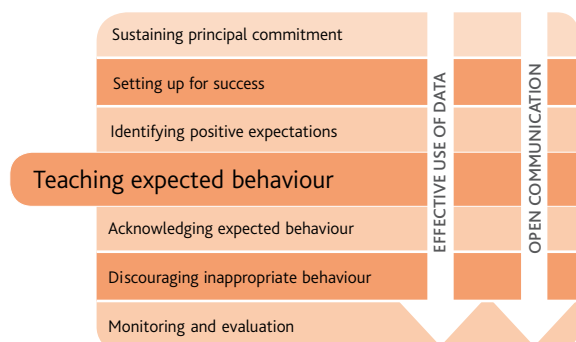 Sustaining principal commitment
Setting up for success
Identifying positive expectations
Teaching expected behaviour
Acknowledging expected behaviour
Discouraging inappropriate behaviour
Monitoring and evaluation
EFFECTIVE USE OF DATA
OPEN COMMUNICATION